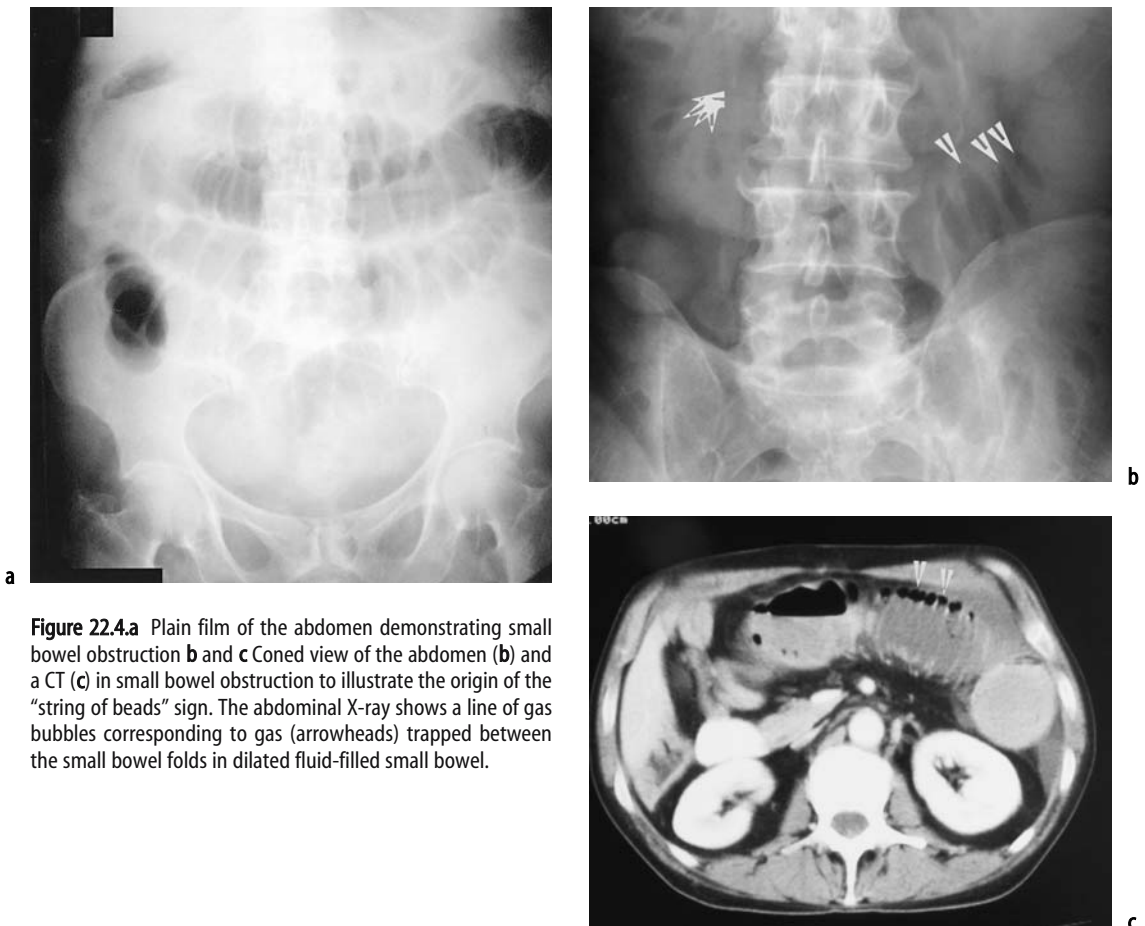 a
b
.00cm
c
Figure 22.4.a Plain film of the abdomen demonstrating small
bowel obstruction b and c Coned view of the abdomen (b) and
a CT (c) in small bowel obstruction to illustrate the origin of the
“string of beads” sign. The abdominal X-ray shows a line of gas
bubbles corresponding to gas (arrowheads) trapped between
the small bowel folds in dilated fluid-filled small bowel.